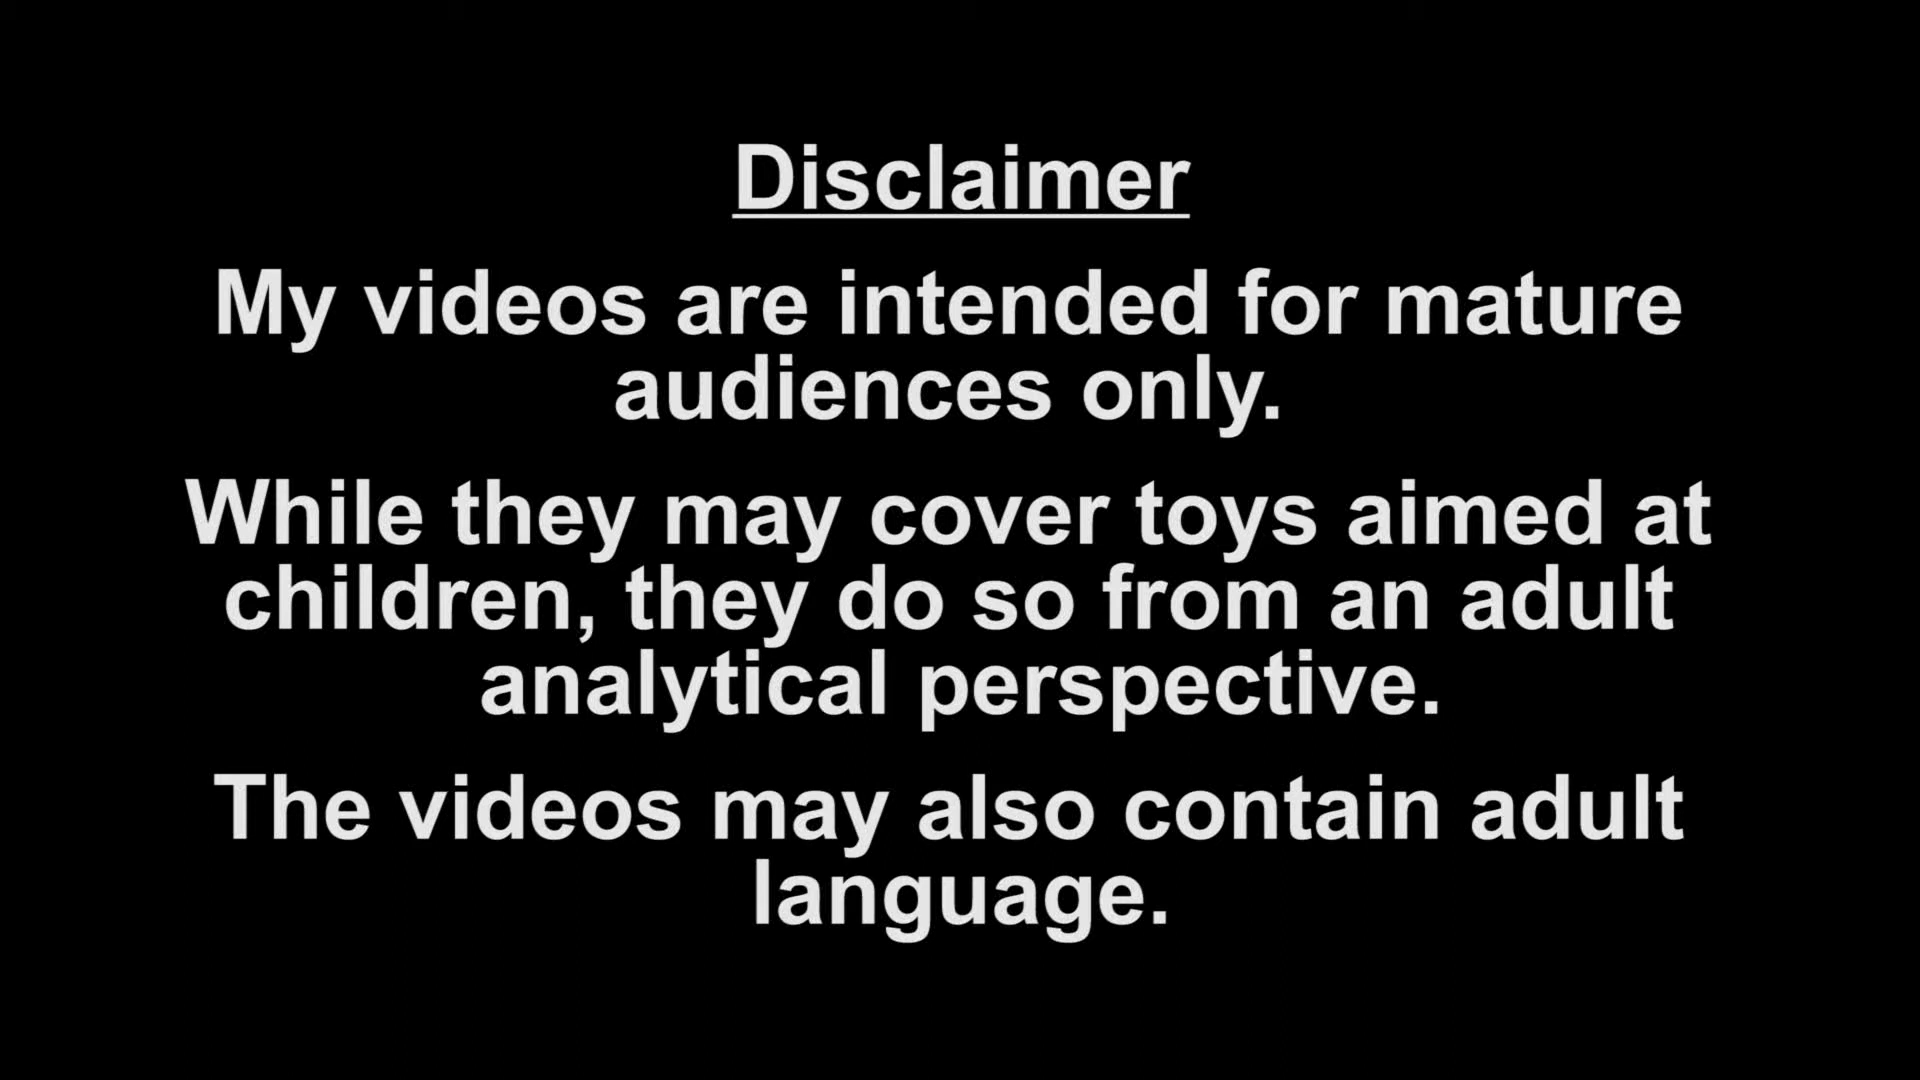 Disclaimer
My videos are intended for mature
audiences only.
While they may cover toys aimed at
children, they do so from an adult
analytical perspective.
The videos may also contain adult
language.